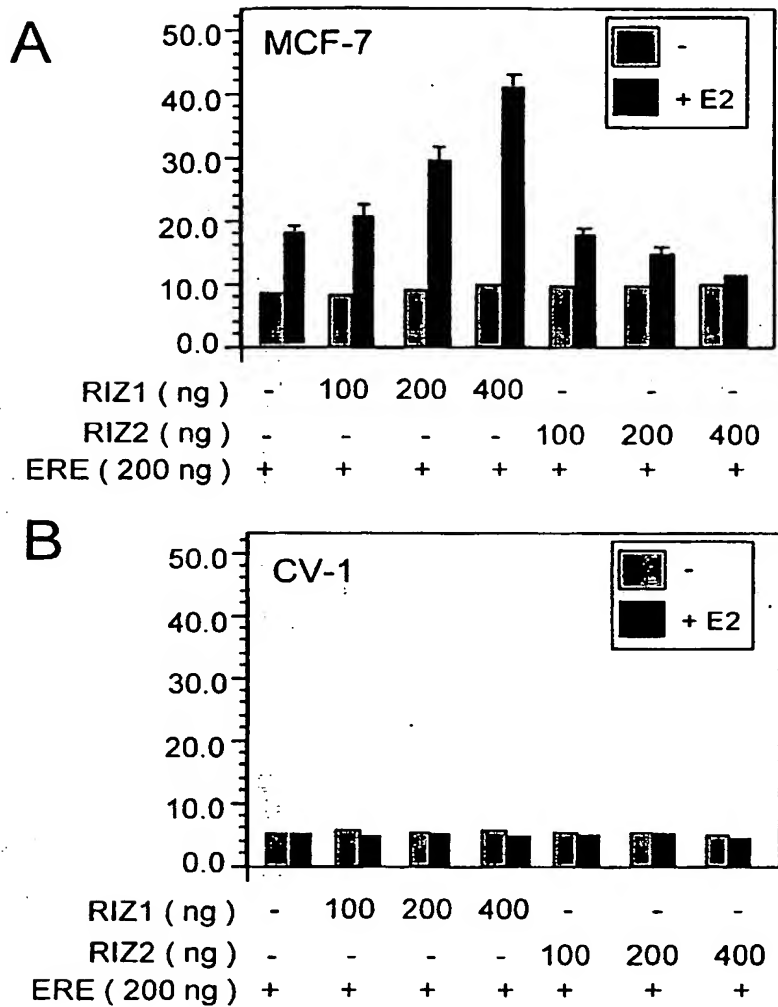 A
MCF-7
-
+ E2
50.0
40.0
30.0
20.0
10.0
0.0
RIZ1 ( ng ) - 100 200 400 - - -
RIZ2 ( ng ) - - - - 100 200 400
ERE ( 200 ng ) + + + + + + +
B
CV-1
-
+ E2
50.0
40.0
30.0
20.0
10.0
0.0
RIZ1 ( ng ) - 100 200 400 - - -
RIZ2 ( ng ) - - - - 100 200 400
ERE ( 200 ng ) + + + + + + +